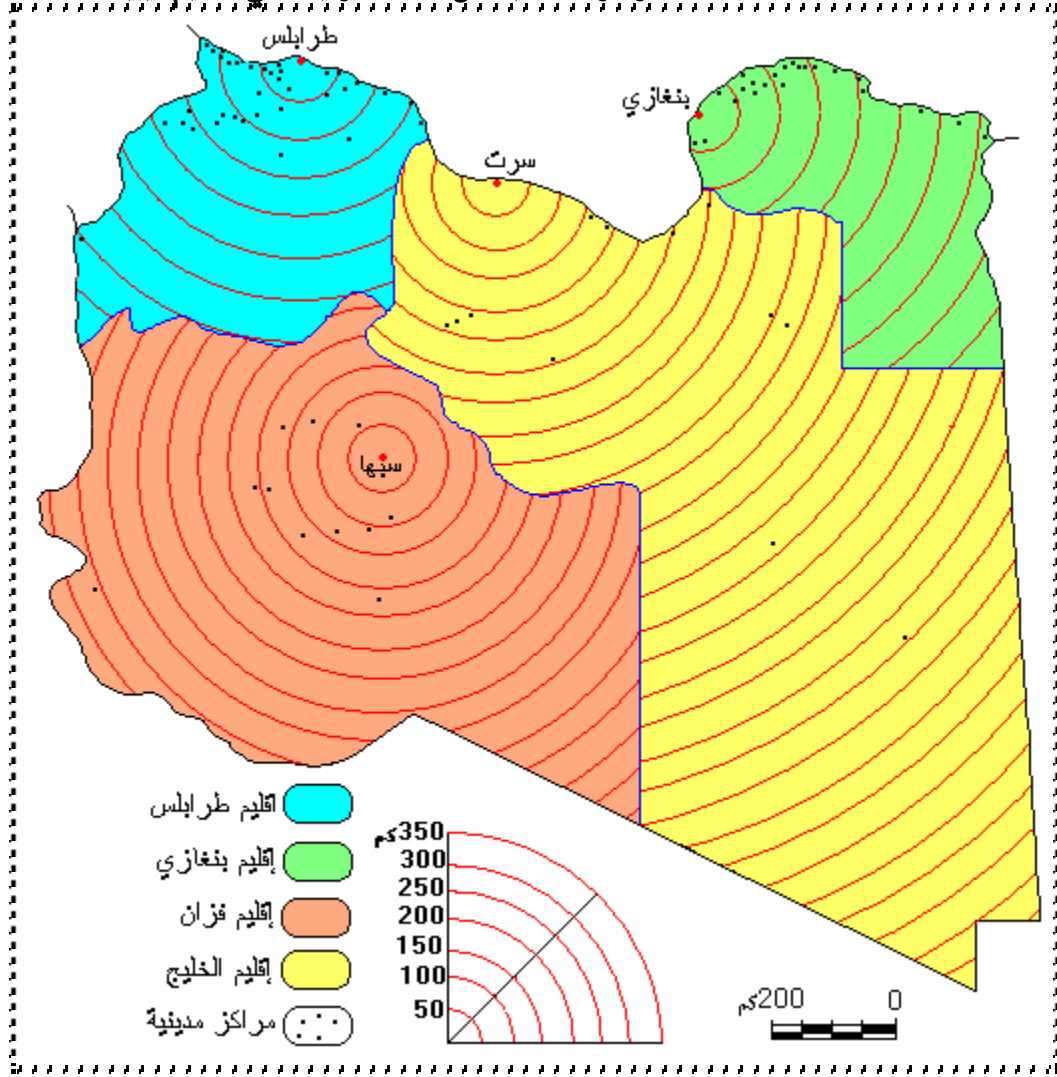 طرابلس
بنغازي
سرت
سبها
اقليم طرابلس
إقليم بنغازي
إقليم فزان
إقليم الخليج
مراكز مدينية
350كم
300
250
200
150
100
50
200كم
0